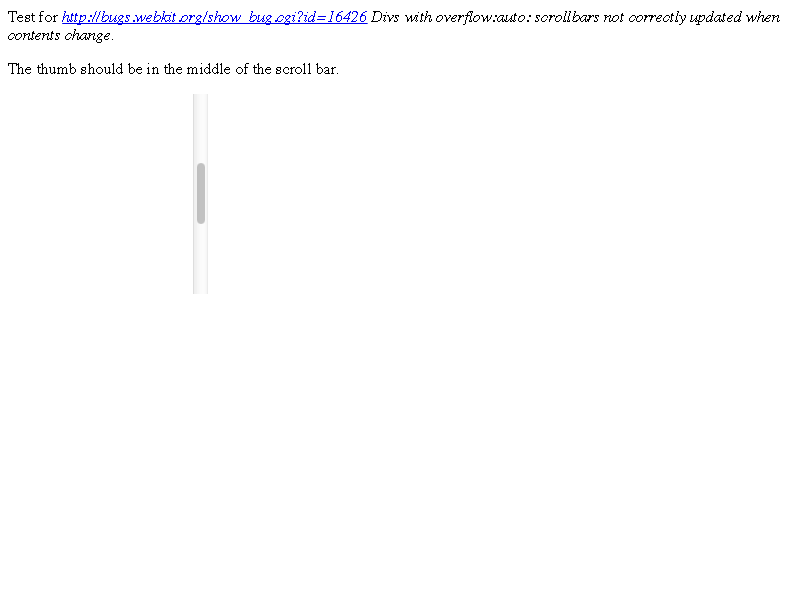 Test for http://bugs.webkit.org/show_bug.cgi?id=16426 Divs with overflow:auto: scrollbars not correctly updated when
contents change.
The thumb should be in the middle of the scroll bar.